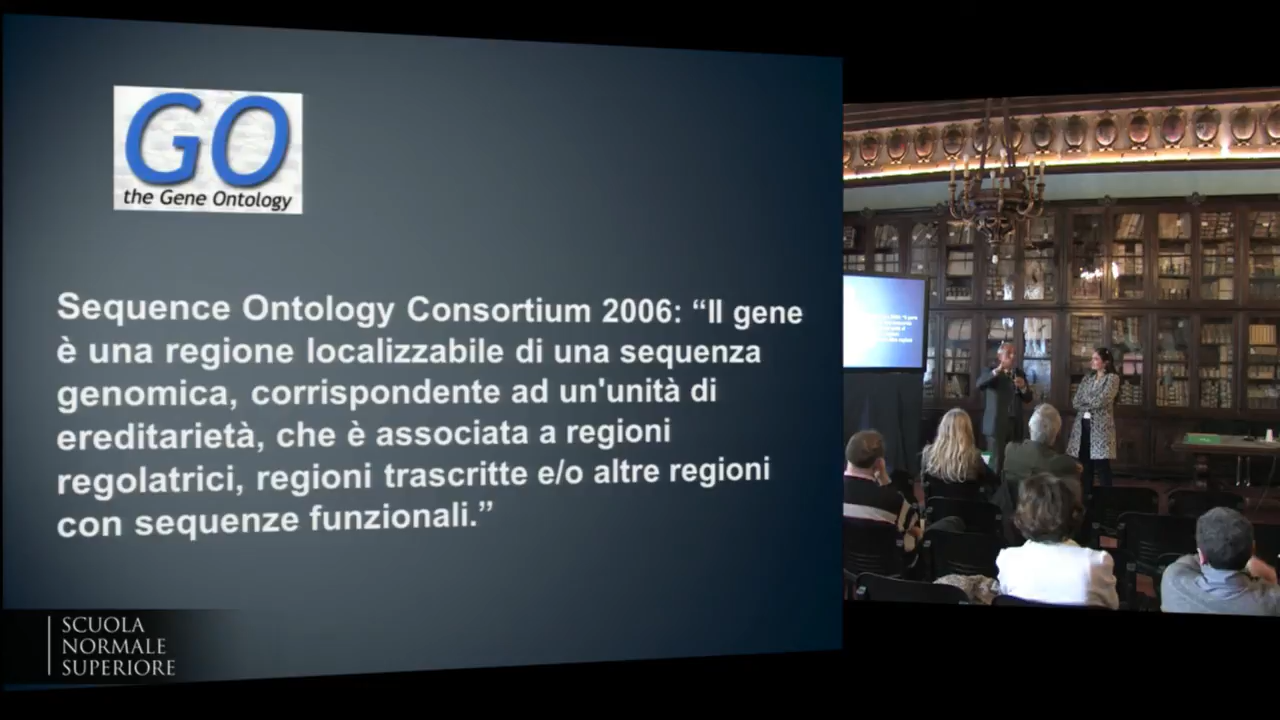 GO
the Gene Ontology
Sequence Ontology Consortium 2006: “Il gene
è una regione localizzabile di una sequenza
genomica, corrispondente ad un'unità di
ereditarietà, che è associata a regioni
regolatrici, regioni trascritte e/o altre regioni
con sequenze funzionali.”
SCUOLA
NORMALE
SUPERIORE